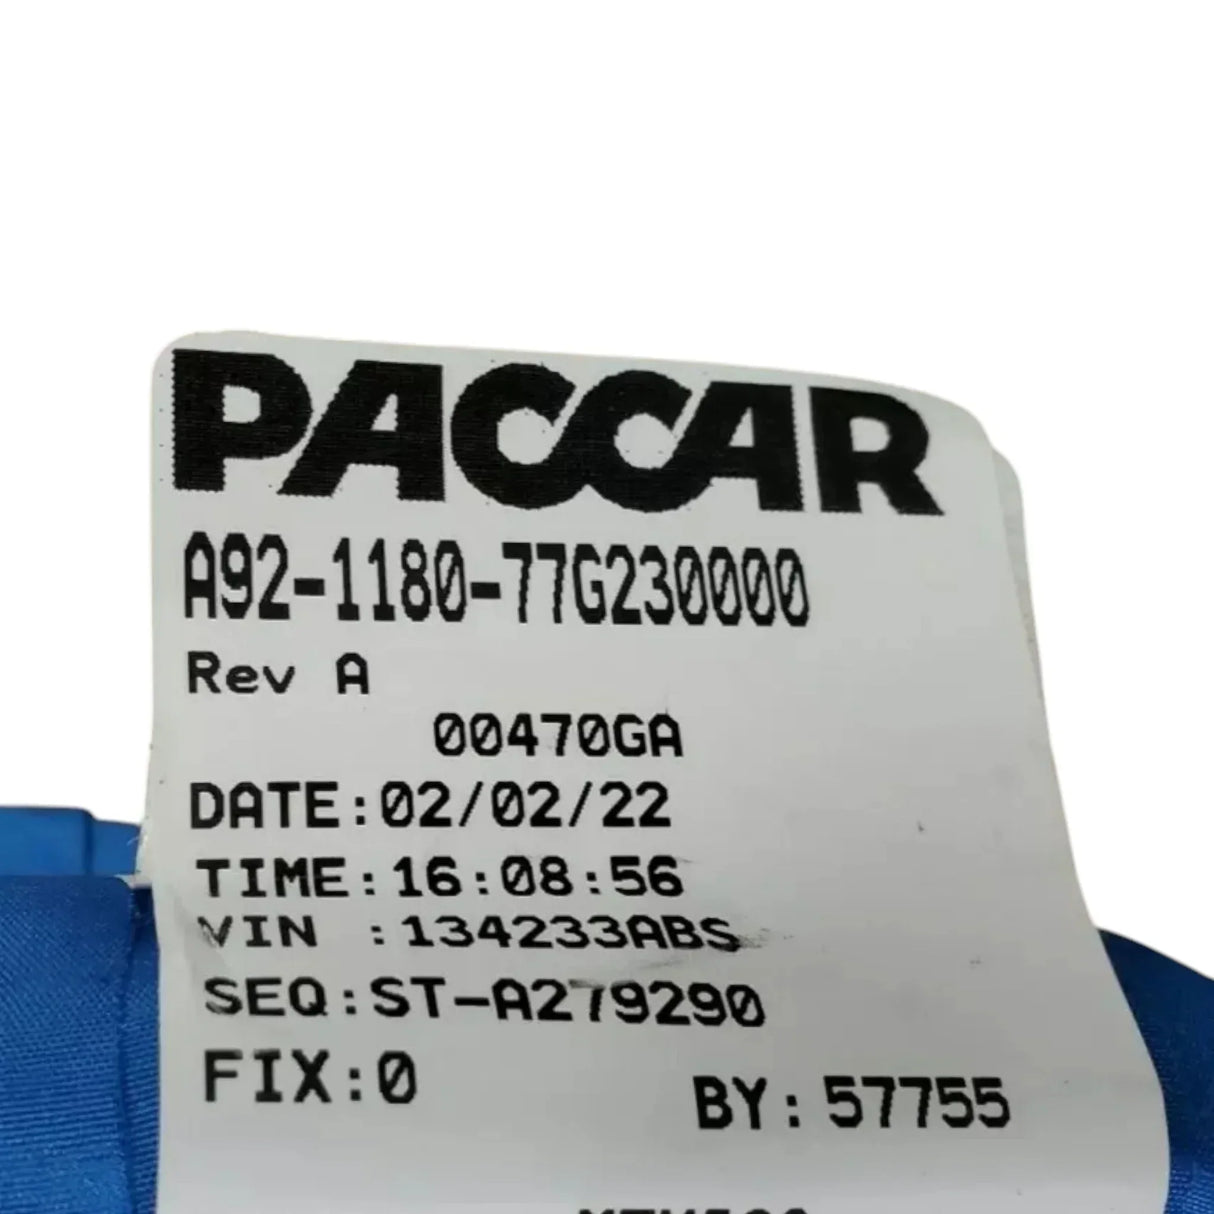 PACCAR
A92-1180-77G230000
Rev A
00470GA
DATE:02/02/22
TIME:16:08:56
VIN :134233ABS
SEQ:ST-A279290
FIX:0 BY:57755